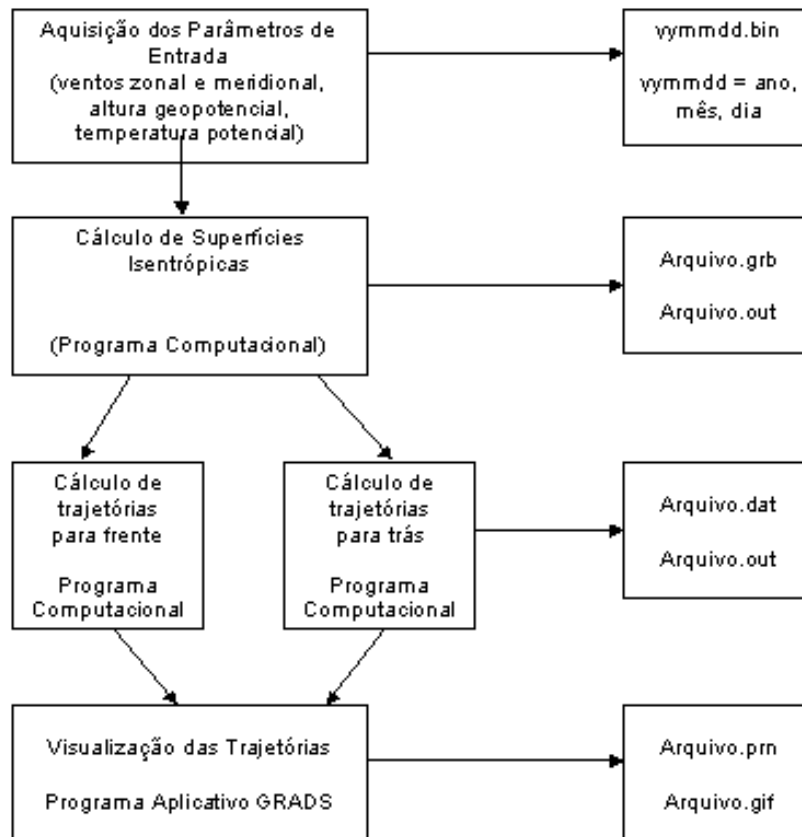 Aquisição dos Parâmetros de
Entrada
(ventos zonal e meridional,
altura geopotencial,
temperatura potencial)
yymmdd.bin
yymmdd = ano,
mês, dia
Cálculo de Superfícies
Isentrópicas
(Programa Computacional)
Arquivo.grb
Arquivo.out
Cálculo de
trajetórias
para frente
Programa
Computacional
Cálculo de
trajetórias
para trás
Programa
Computacional
Arquivo.dat
Arquivo.out
Visualização das Trajetórias
Programa Aplicativo GRADS
Arquivo.prn
Arquivo.gif